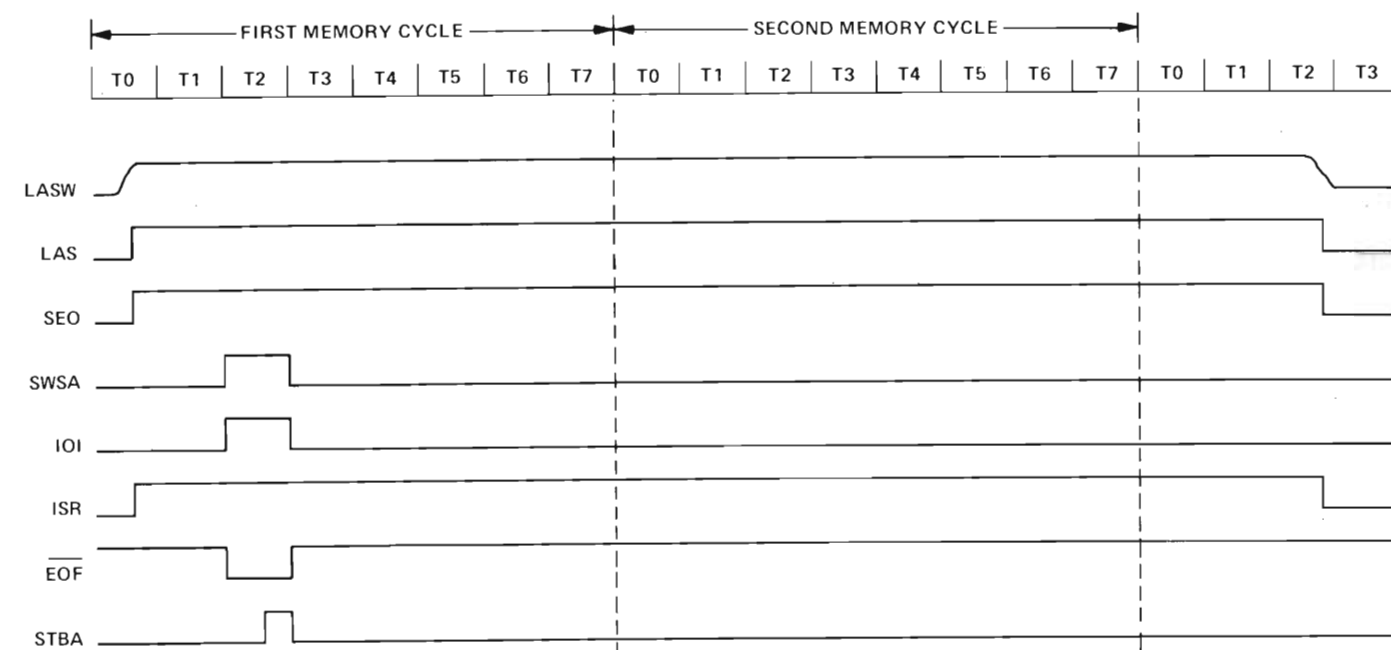 FIRST MEMORY CYCLE SECOND MEMORY CYCLE
T0 T1 T2 T3 T4 T5 T6 T7 T0 T1 T2 T3 T4 T5 T6 T7 T0 T1 T2 T3
LASW
LAS
SEO
SWSA
IOI
ISR
EOF
STBA